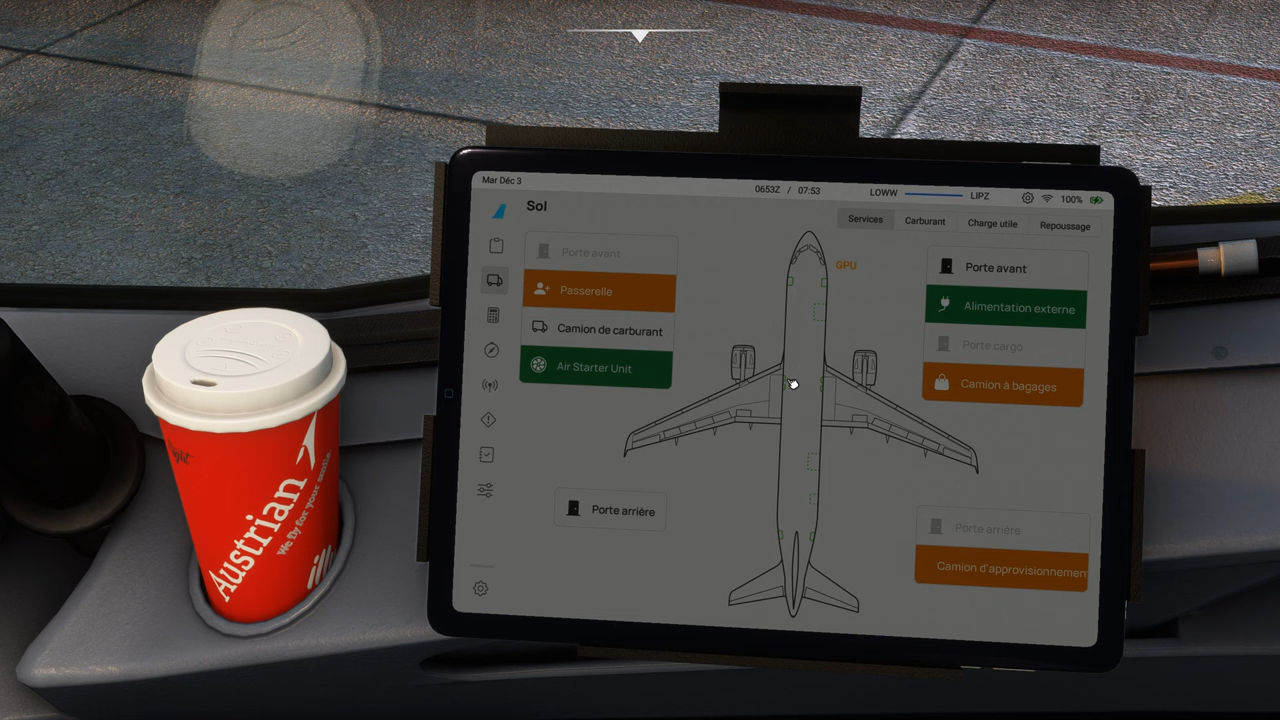 Mar Déc 3
0653Z / 07:53
LOWW
LIPZ
100%
Sol
Services
Carburant
Charge utile
Repoussage
Porte avant
Passerelle
Camion de carburant
Air Starter Unit
GPU
Porte avant
Alimentation externe
Porte cargo
Camion à bagages
Porte arrière
Porte arrière
Camion d'approvisionnemen
Austrian
We fly for your smile.